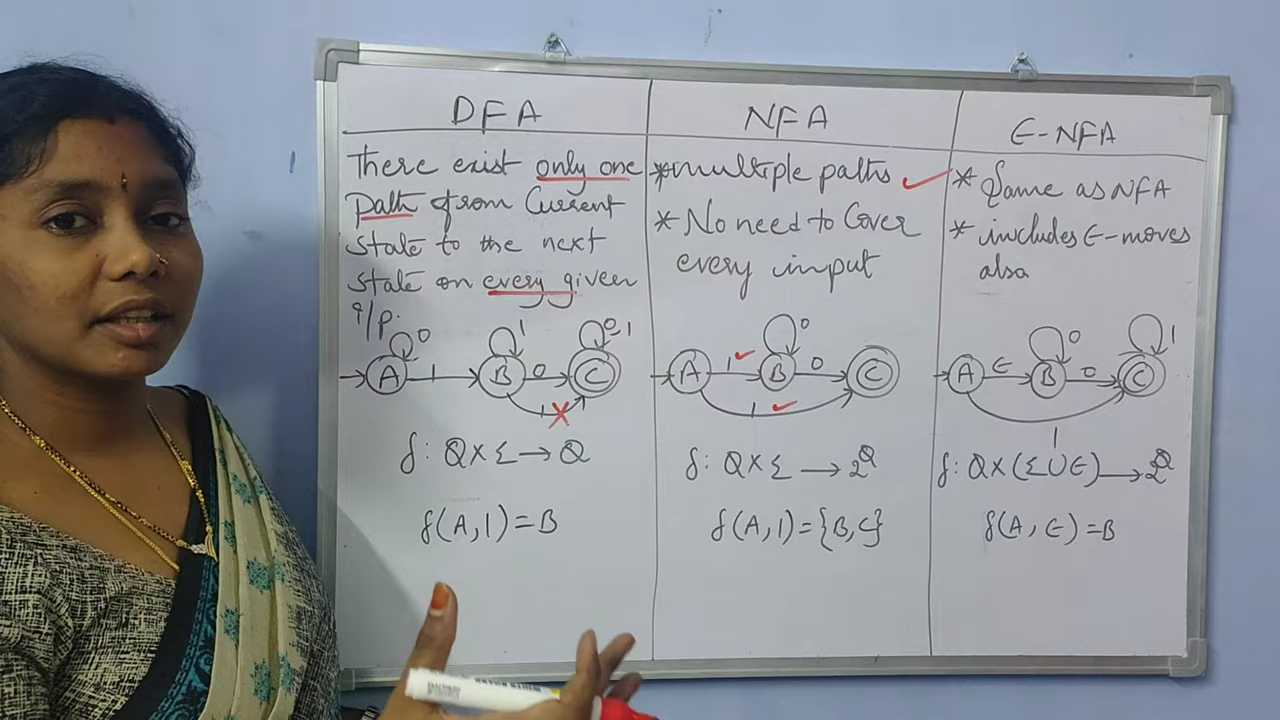 DFA
There exist only one
path from Current
state to the next
state on every given
i/p.
0
1
1
0
0,1
A
B
C
1
δ: Q×Σ → Q
δ(A,1)=B
NFA
*multiple paths
* No need to Cover
every input
0
A
1
B
0
C
1
δ: Q×Σ → 2^Q
δ(A,1)={B,C}
ϵ-NFA
* Same as NFA
* includes ϵ-moves
also
0
1
A
ϵ
B
0
C
1
δ: Q×(Σ∪ϵ) → 2^Q
δ(A,ϵ)=B